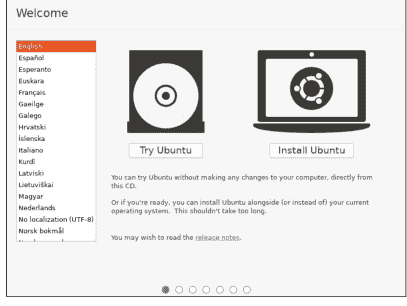 Welcome
English
Español
Esperanto
Euskara
Français
Gaeilge
Galego
Hrvatski
Íslenska
Italiano
Kurdî
Latviski
Lietuviškai
Magyar
Nederlands
No localization (UTF-8)
Norsk bokmål
Try Ubuntu
Install Ubuntu
You can try Ubuntu without making any changes to your computer, directly from
this CD.
Or if you're ready, you can install Ubuntu alongside (or instead of) your current
operating system. This shouldn't take too long.
You may wish to read the release notes.